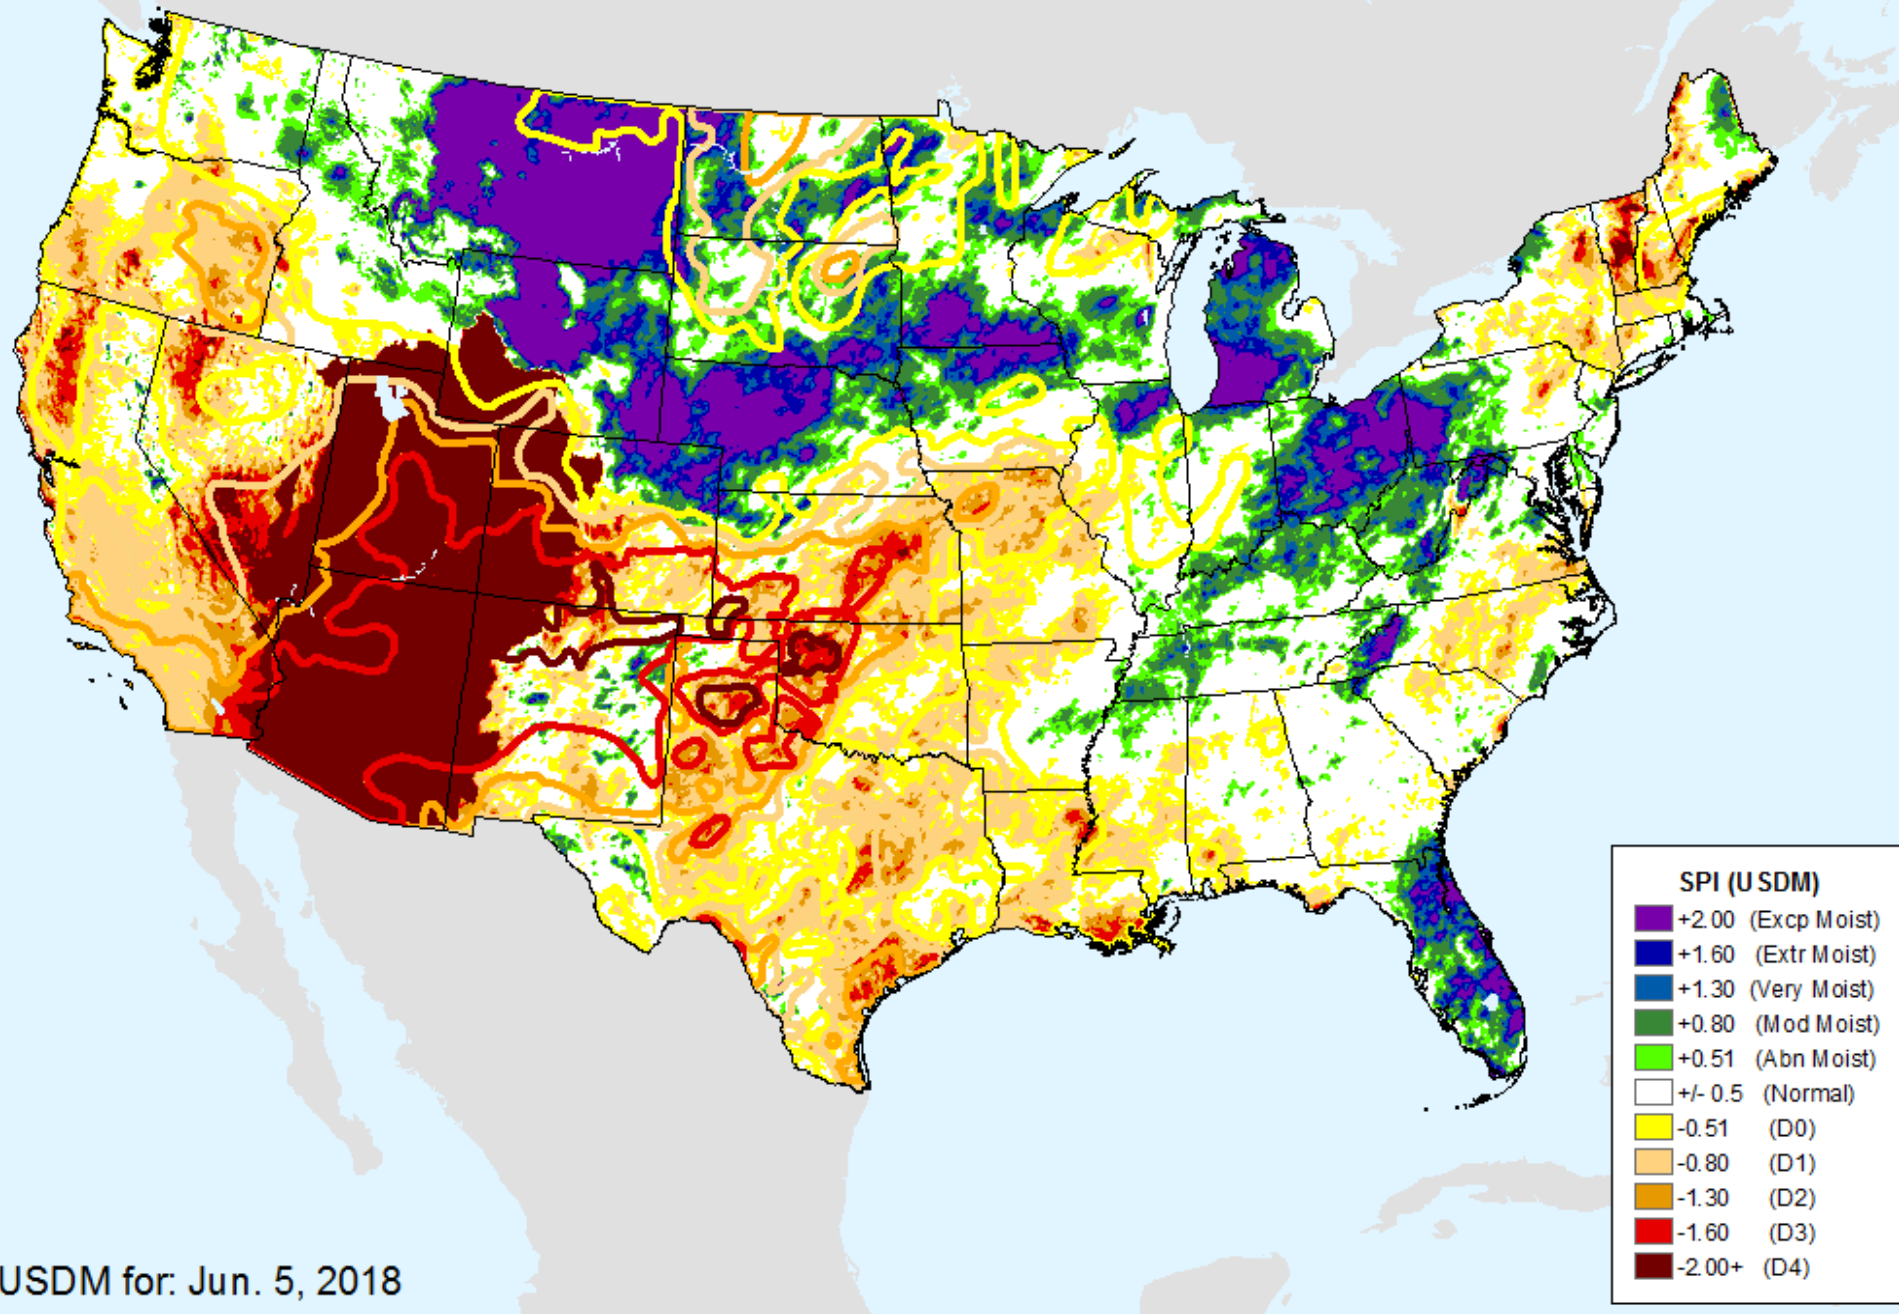 SPI (USDM)
+2.00 (Excp Moist)
+1.60 (Extr Moist)
+1.30 (Very Moist)
+0.80 (Mod Moist)
+0.51 (Abn Moist)
+/- 0.5 (Normal)
-0.51 (D0)
-0.80 (D1)
-1.30 (D2)
-1.60 (D3)
-2.00+ (D4)
USDM for: Jun. 5, 2018